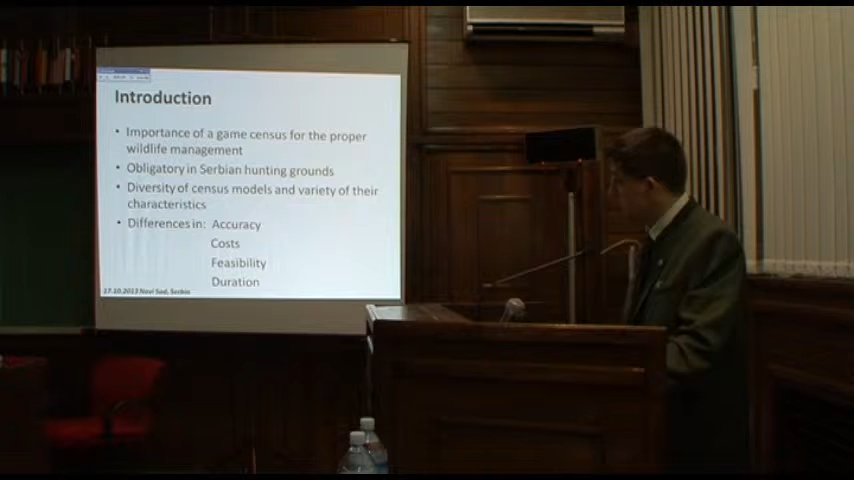 Introduction
• Importance of a game census for the proper
wildlife management
• Obligatory in Serbian hunting grounds
• Diversity of census models and variety of their
characteristics
• Differences in: Accuracy
Costs
Feasibility
Duration
17.10.2013 Novi Sad, Serbia